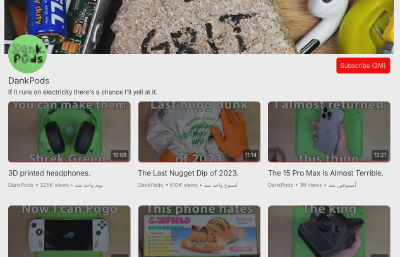 GRIT
Dank.
Pods
Subscribe (2M)
DankPods
If it runs on electricity there's a chance I'll yell at it.
You can make them
Last nugg dunk
I almost returned
Shrek Green
of 2023
this thing
10:08
11:14
13:21
3D printed headphones.
The Last Nugget Dip of 2023.
The 15 Pro Max is Almost Terrible.
DankPods • 325K views • يوم واحد منذ
DankPods • 510K views • أسبوع واحد منذ
DankPods • 1M views • أسبوعين منذ
Now I can Pogo
This phone hates
The king
GARFIELD